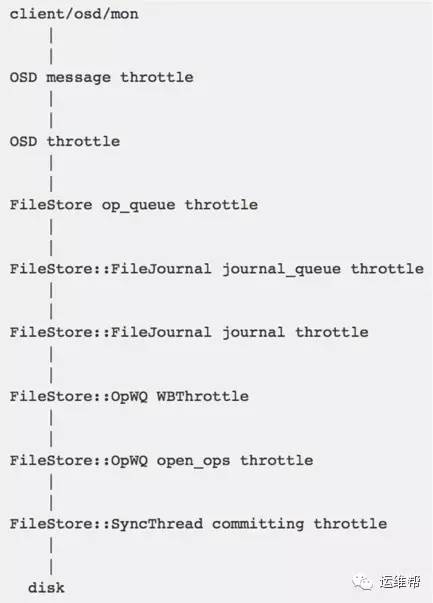 client/osd/mon
|
|
OSD message throttle
|
|
OSD throttle
|
|
FileStore op_queue throttle
|
|
FileStore::FileJournal journal_queue throttle
|
|
FileStore::FileJournal journal throttle
|
|
FileStore::OpWQ WBThrottle
|
|
FileStore::OpWQ open_ops throttle
|
|
FileStore::SyncThread committing throttle
|
|
disk
运维帮